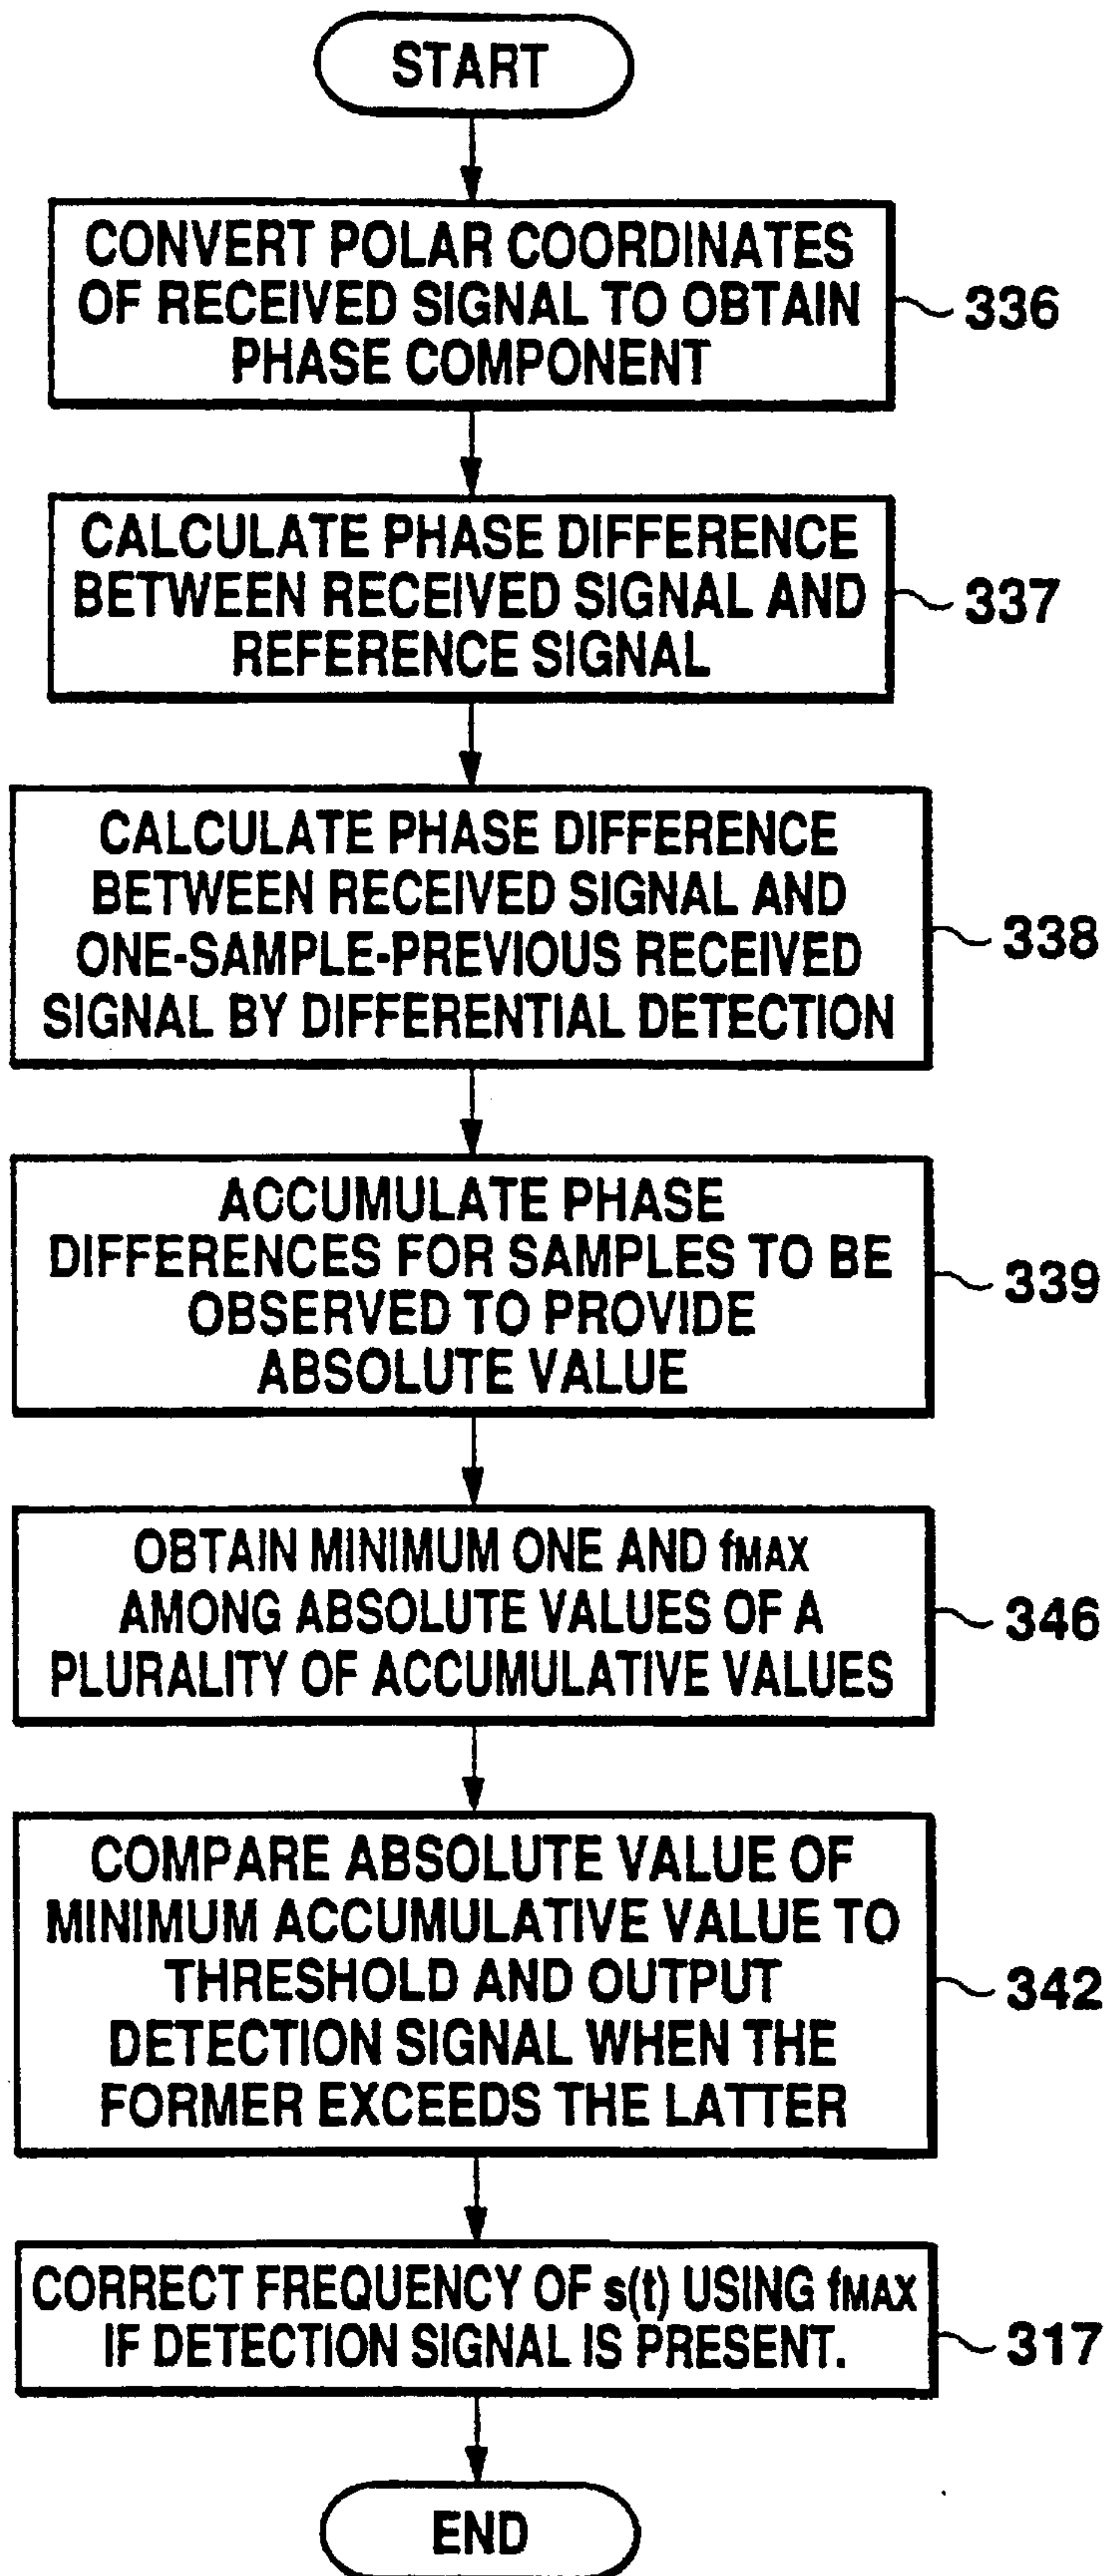 START
CONVERT POLAR COORDINATES
OF RECEIVED SIGNAL TO OBTAIN
PHASE COMPONENT
336
CALCULATE PHASE DIFFERENCE
BETWEEN RECEIVED SIGNAL AND
REFERENCE SIGNAL
337
CALCULATE PHASE DIFFERENCE
BETWEEN RECEIVED SIGNAL AND
ONE-SAMPLE-PREVIOUS RECEIVED
SIGNAL BY DIFFERENTIAL DETECTION
338
ACCUMULATE PHASE
DIFFERENCES FOR SAMPLES TO BE
OBSERVED TO PROVIDE
ABSOLUTE VALUE
339
OBTAIN MINIMUM ONE AND fMAX
AMONG ABSOLUTE VALUES OF A
PLURALITY OF ACCUMULATIVE VALUES
346
COMPARE ABSOLUTE VALUE OF
MINIMUM ACCUMULATIVE VALUE TO
THRESHOLD AND OUTPUT
DETECTION SIGNAL WHEN THE
FORMER EXCEEDS THE LATTER
342
CORRECT FREQUENCY OF s(t) USING fMAX
IF DETECTION SIGNAL IS PRESENT.
317
END